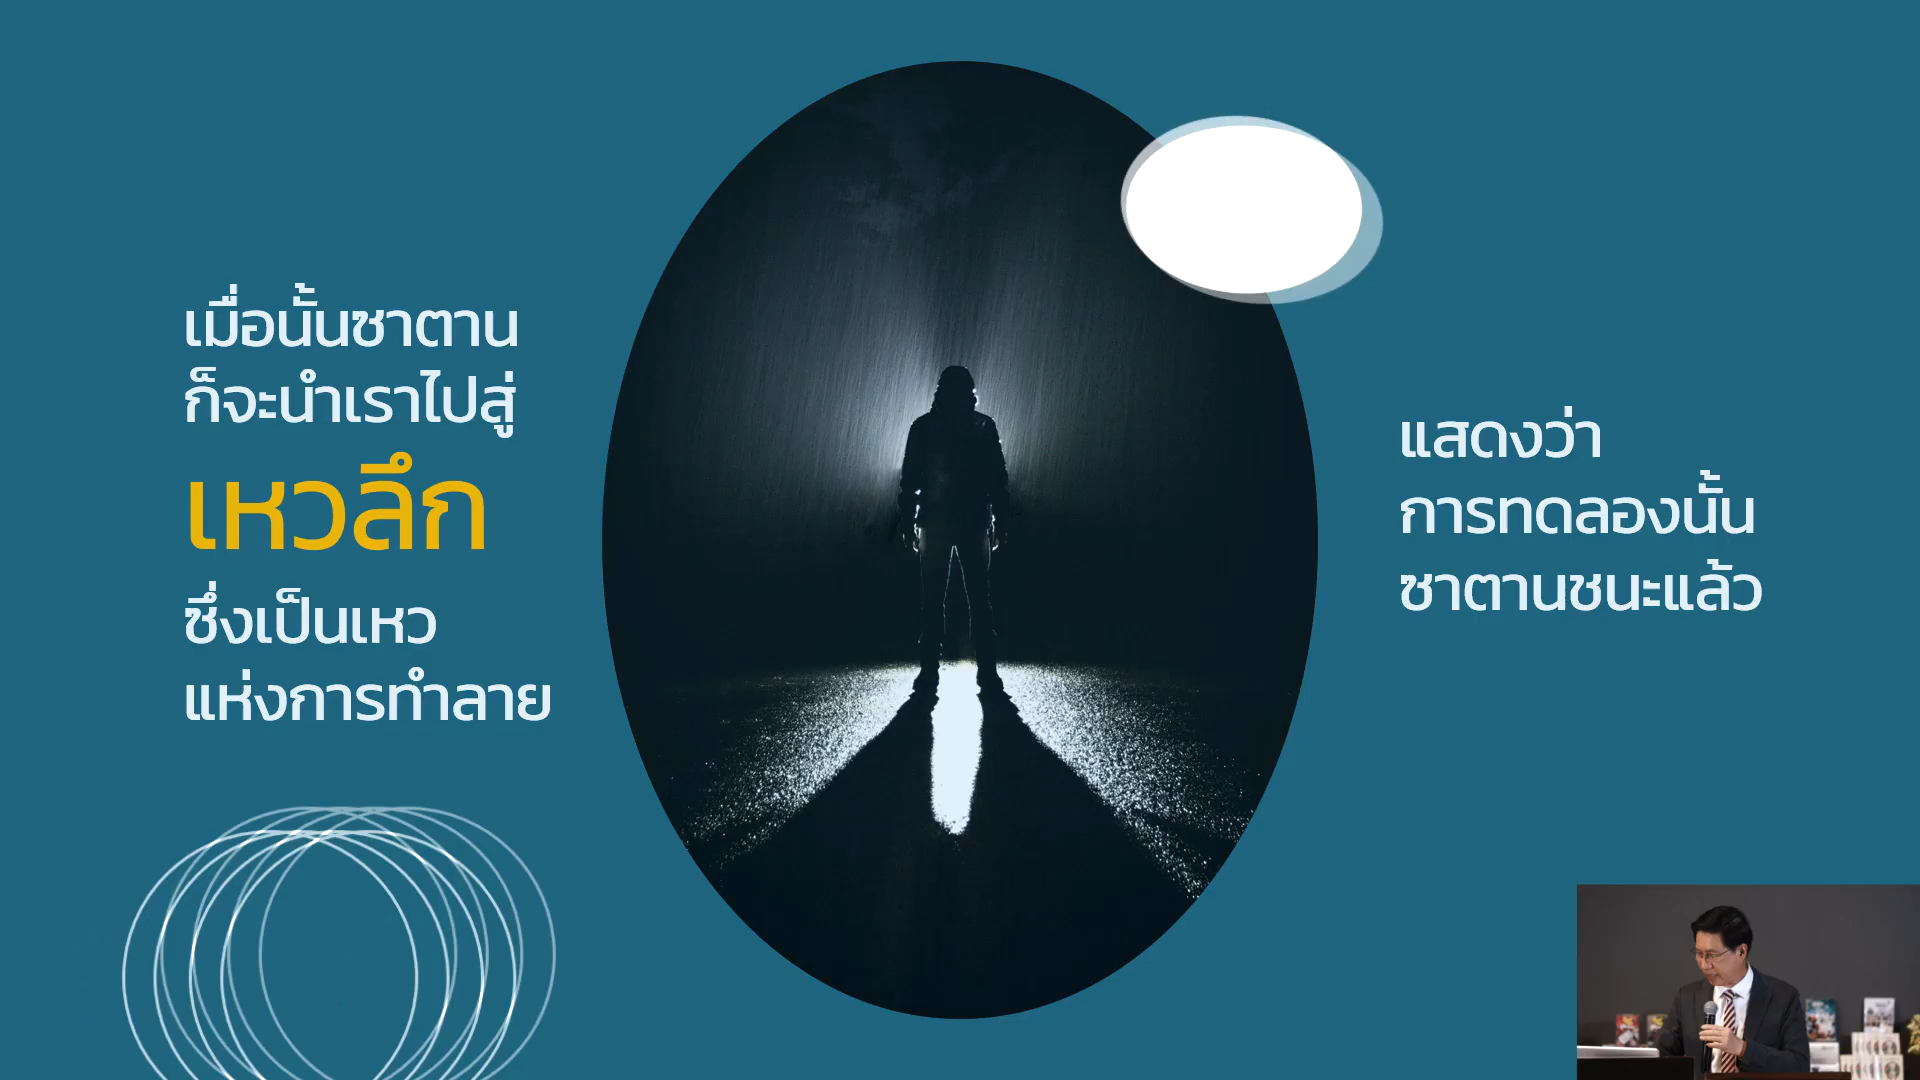 เมื่อนั้นซาตาน
ก็จะนำเราไปสู่
เหวลึก
ซึ่งเป็นเหว
แห่งการทำลาย
แสดงว่า
การทดลองนั้น
ซาตานชนะแล้ว